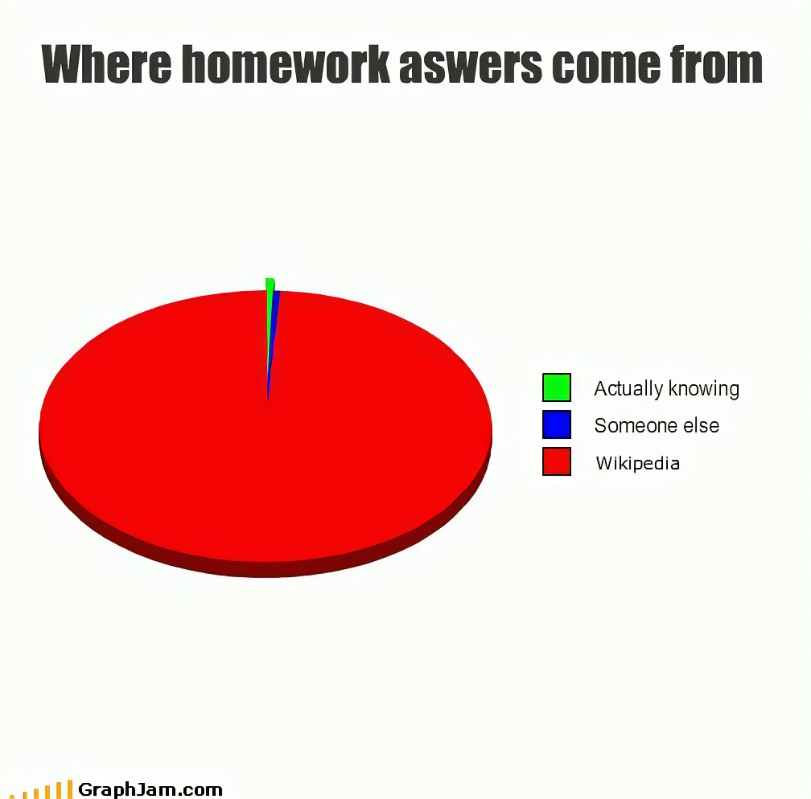 Where homework aswers come from
Actually knowing
Someone else
Wikipedia
GraphJam.com